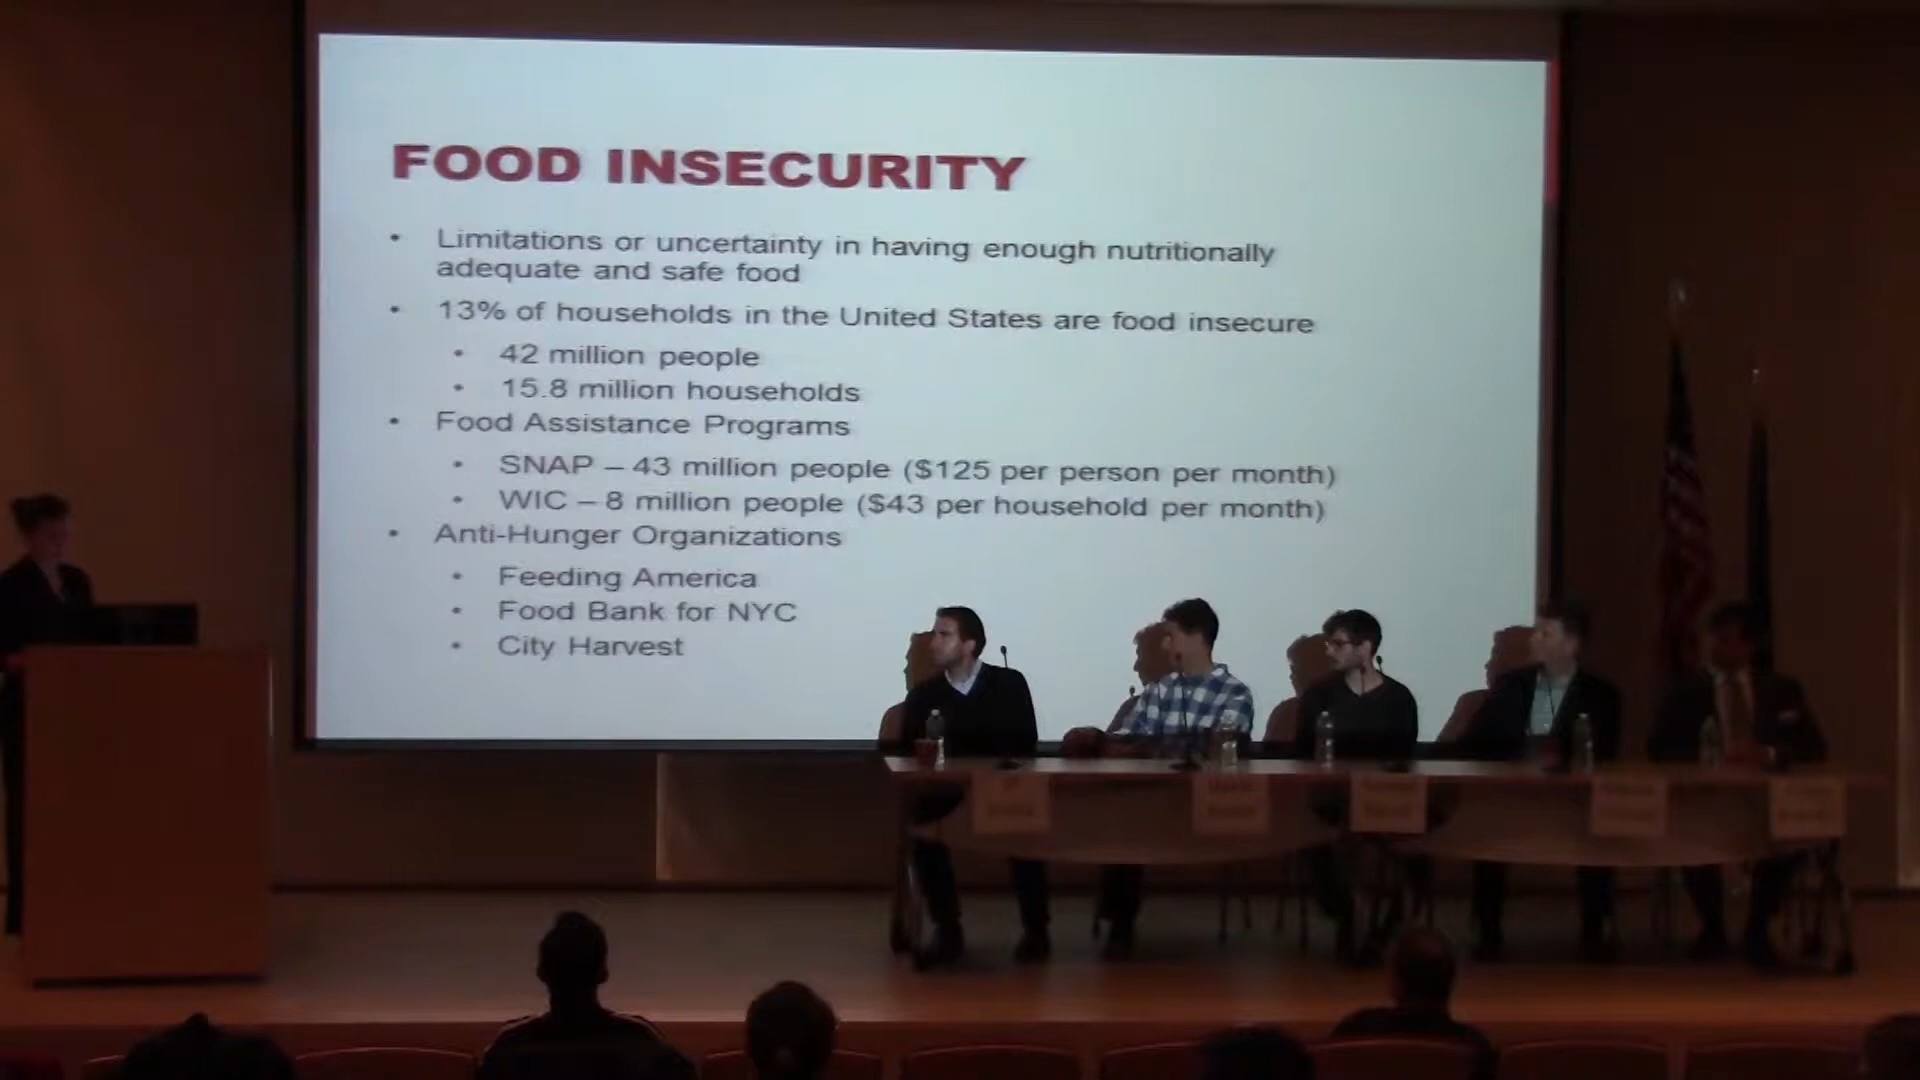 FOOD INSECURITY
• Limitations or uncertainty in having enough nutritionally
adequate and safe food
• 13% of households in the United States are food insecure
• 42 million people
• 15.8 million households
• Food Assistance Programs
• SNAP – 43 million people ($125 per person per month)
• WIC – 8 million people ($43 per household per month)
• Anti-Hunger Organizations
• Feeding America
• Food Bank for NYC
• City Harvest